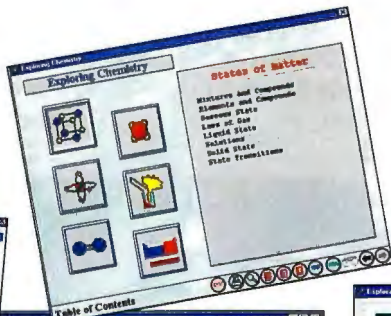 Exploring Chemistry
Exploring Chemistry
States of Matter
Mixtures and Compounds
Elements and Compounds
Gaseous State
Laws of Gas
Liquid State
Solutions
Solid State
State Transitions
Table of Contents